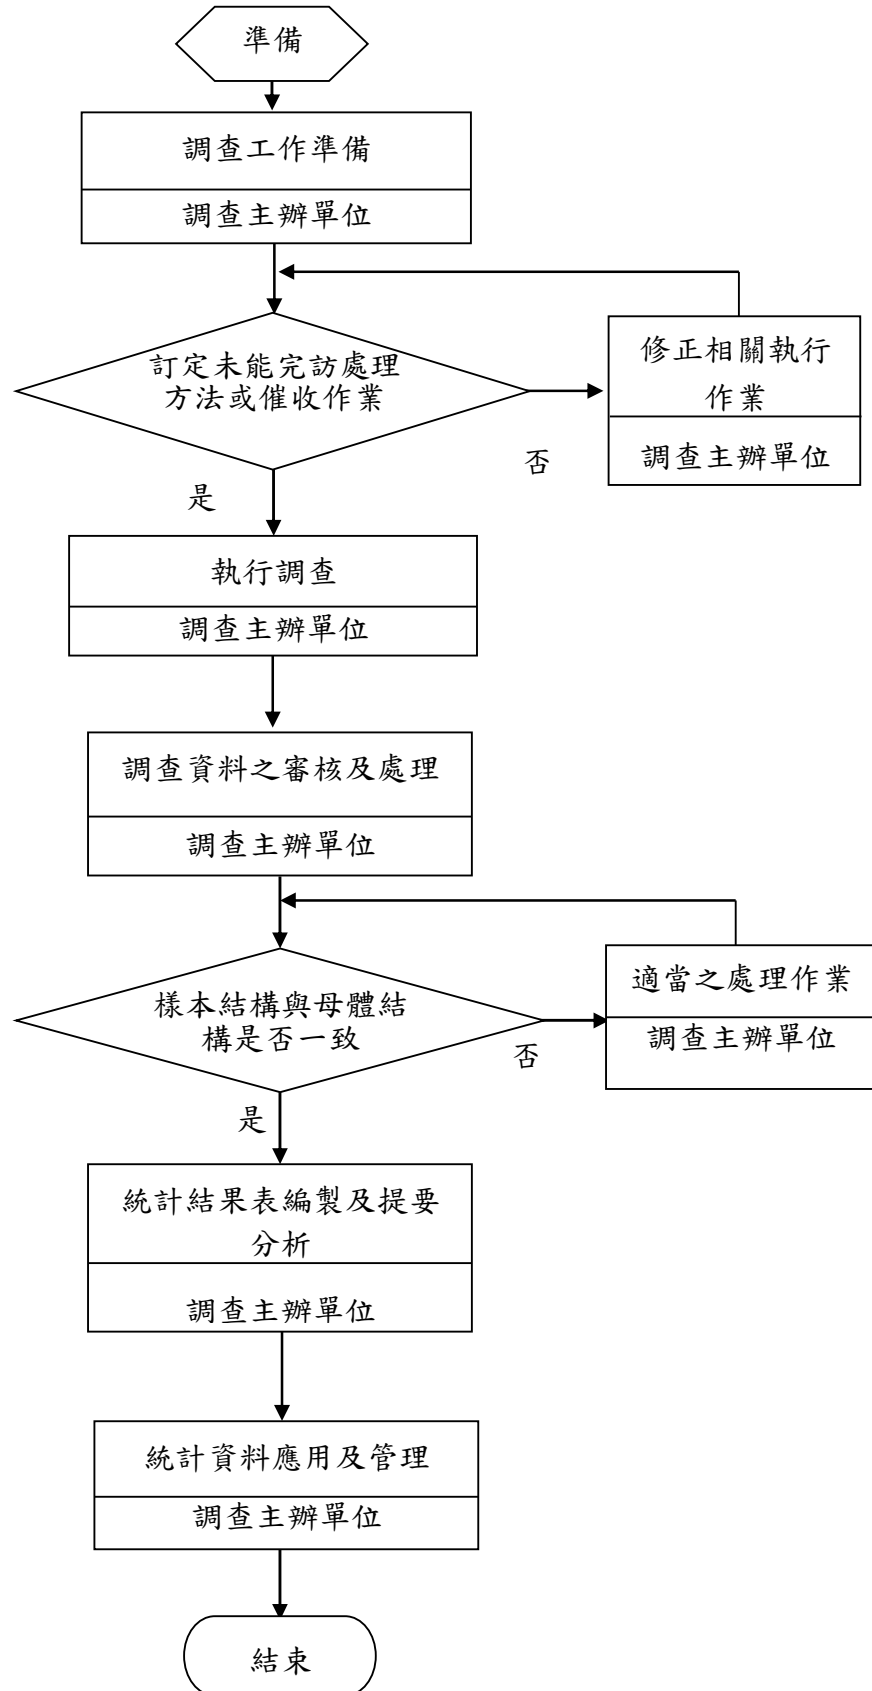 準備
調查工作準備
調查主辦單位
訂定未能完訪處理
方法或催收作業
修正相關執行
作業
調查主辦單位
否
是
執行調查
調查主辦單位
調查資料之審核及處理
調查主辦單位
樣本結構與母體結
構是否一致
適當之處理作業
調查主辦單位
否
是
統計結果表編製及提要
分析
調查主辦單位
統計資料應用及管理
調查主辦單位
結束